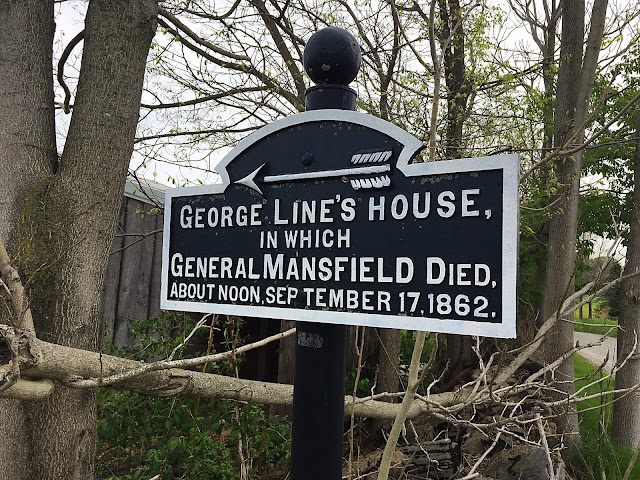 GEORGE LINE'S HOUSE,
IN WHICH
GENERAL MANSFIELD DIED,
ABOUT NOON, SEPTEMBER 17, 1862.